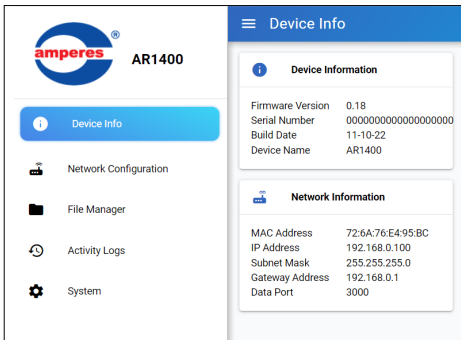 amperes ®
AR1400
Device Info
Network Configuration
File Manager
Activity Logs
System
Device Info
Device Information
Firmware Version 0.18
Serial Number 0000000000000000000
Build Date 11-10-22
Device Name AR1400
Network Information
MAC Address 72:6A:76:E4:95:BC
IP Address 192.168.0.100
Subnet Mask 255.255.255.0
Gateway Address 192.168.0.1
Data Port 3000